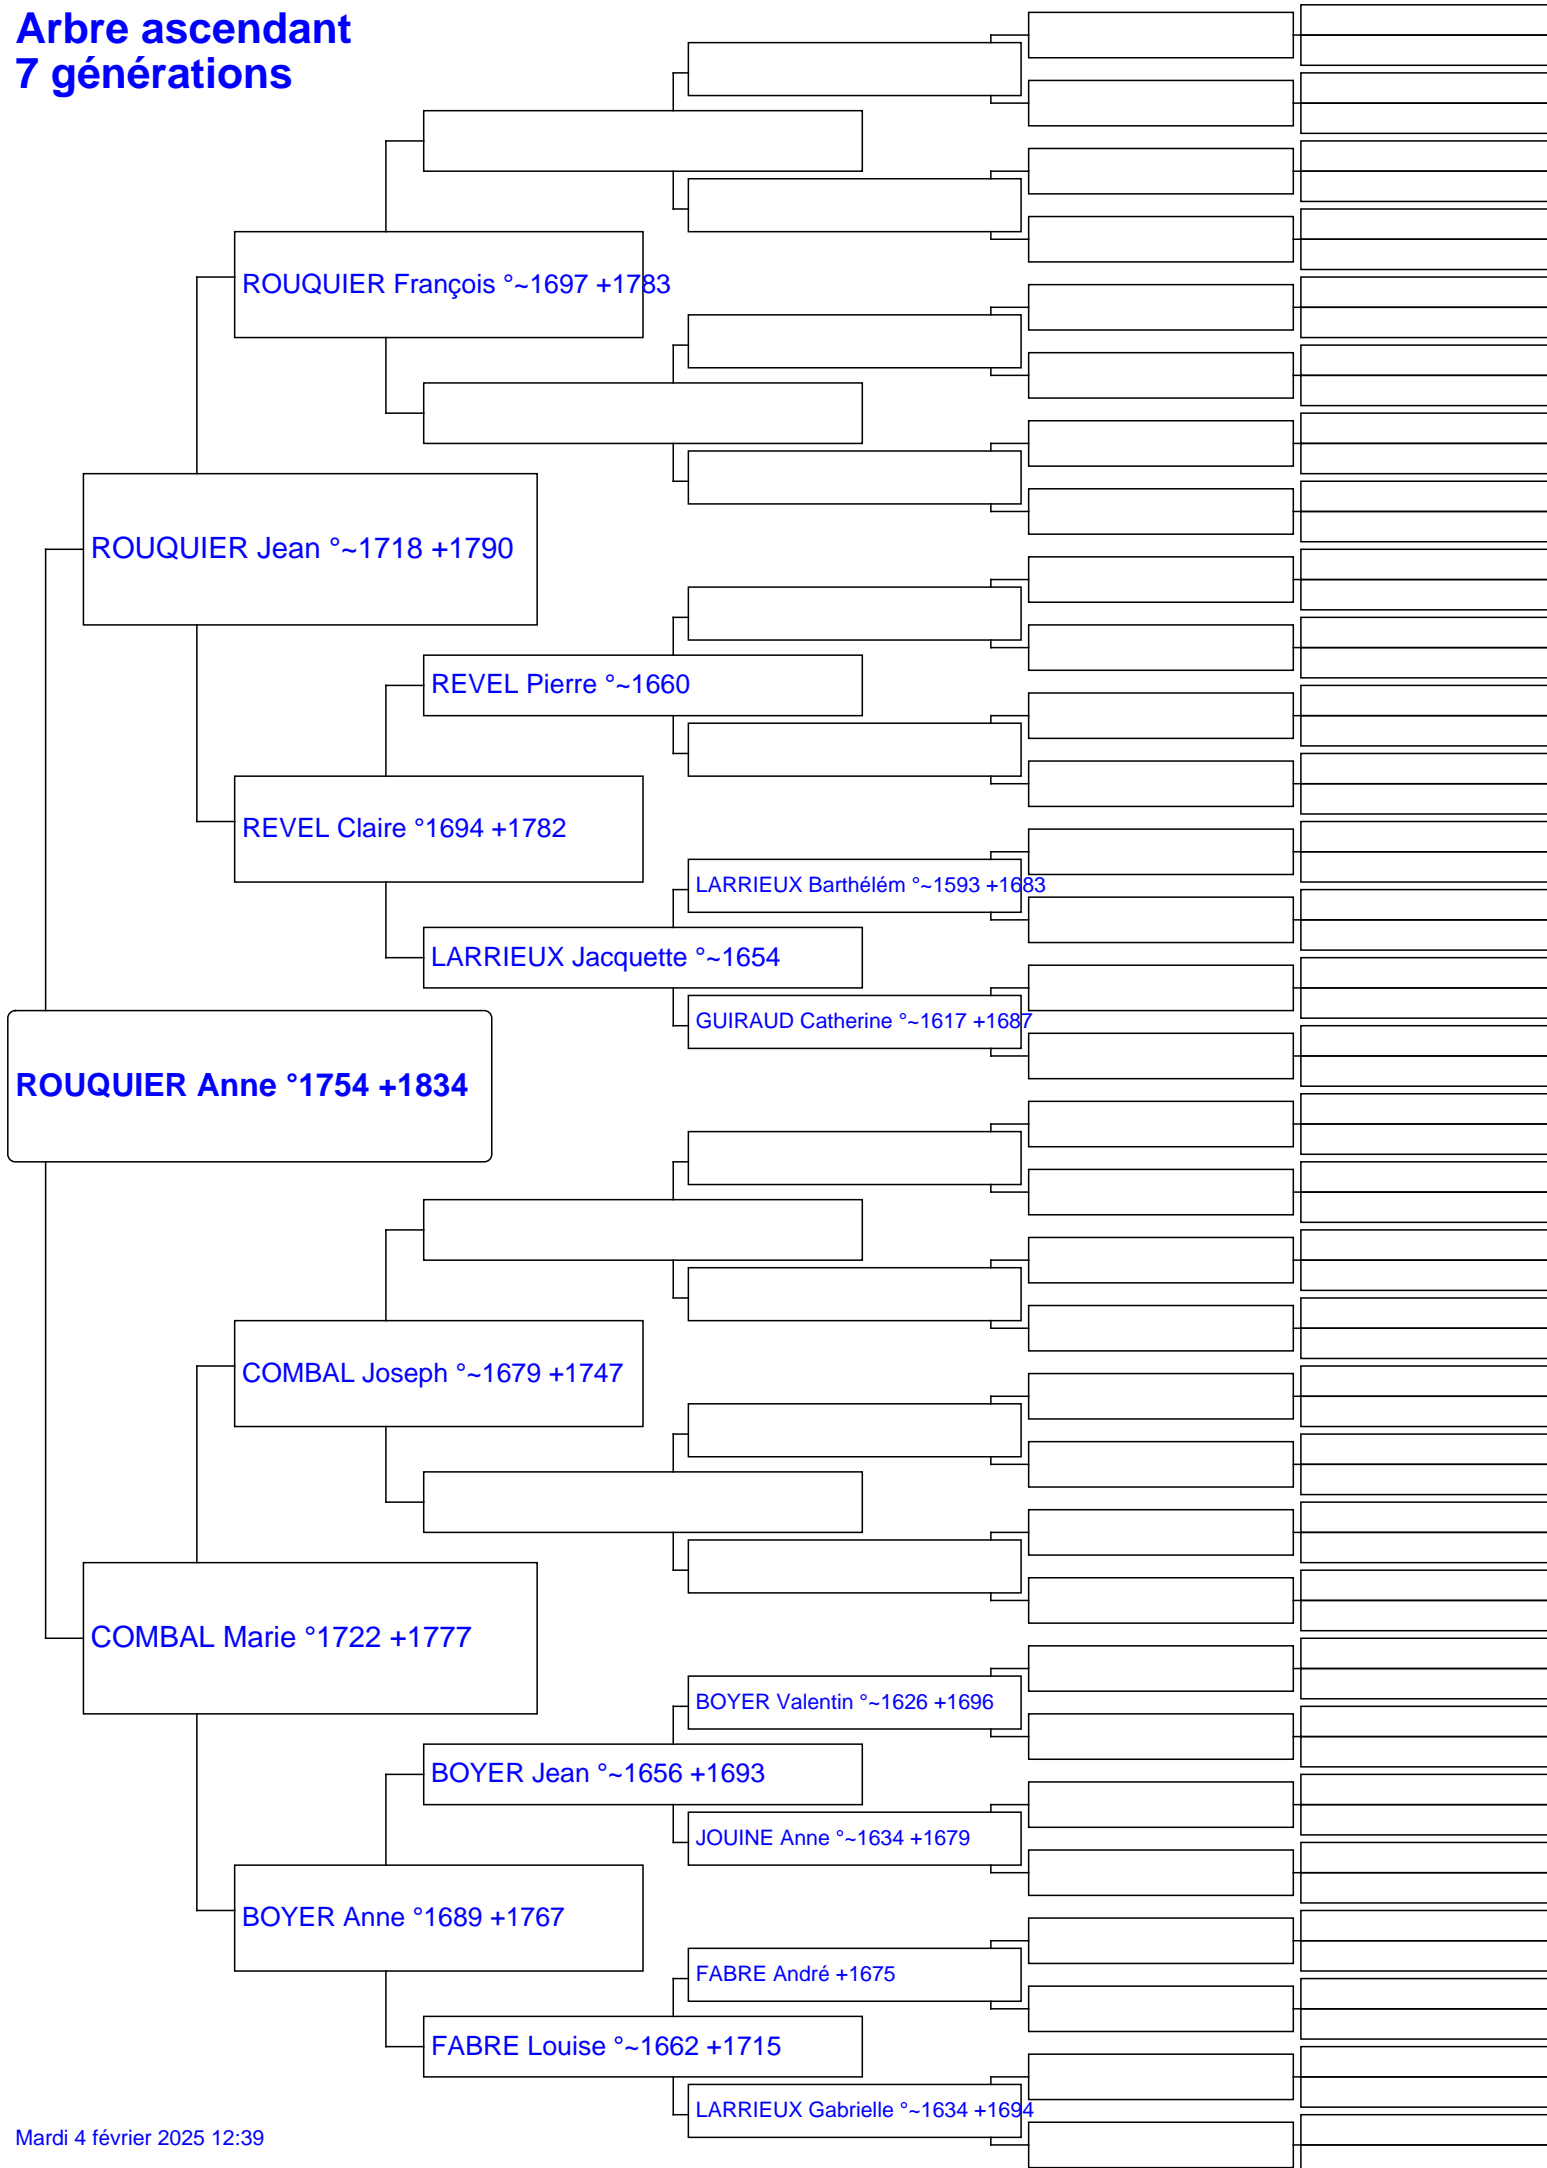 Arbre ascendant
7 générations
ROUQUIER François °~1697 +1783
ROUQUIER Jean °~1718 +1790
REVEL Pierre °~1660
REVEL Claire °1694 +1782
LARRIEUX Barthélém °~1593 +1683
LARRIEUX Jacquette °~1654
GUIRAUD Catherine °~1617 +1687
ROUQUIER Anne °1754 +1834
COMBAL Joseph °~1679 +1747
COMBAL Marie °1722 +1777
BOYER Valentin °~1626 +1696
BOYER Jean °~1656 +1693
JOUINE Anne °~1634 +1679
BOYER Anne °1689 +1767
FABRE André +1675
FABRE Louise °~1662 +1715
LARRIEUX Gabrielle °~1634 +1694
Mardi 4 février 2025 12:39